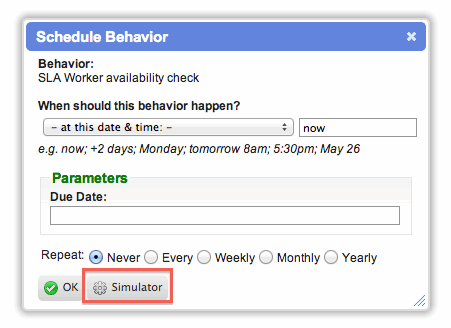 Schedule Behavior
Behavior:
SLA Worker availability check
When should this behavior happen?
– at this date & time: – now
e.g. now; +2 days; Monday; tomorrow 8am; 5:30pm; May 26
Parameters
Due Date:
Repeat: Never Every Weekly Monthly Yearly
OK Simulator